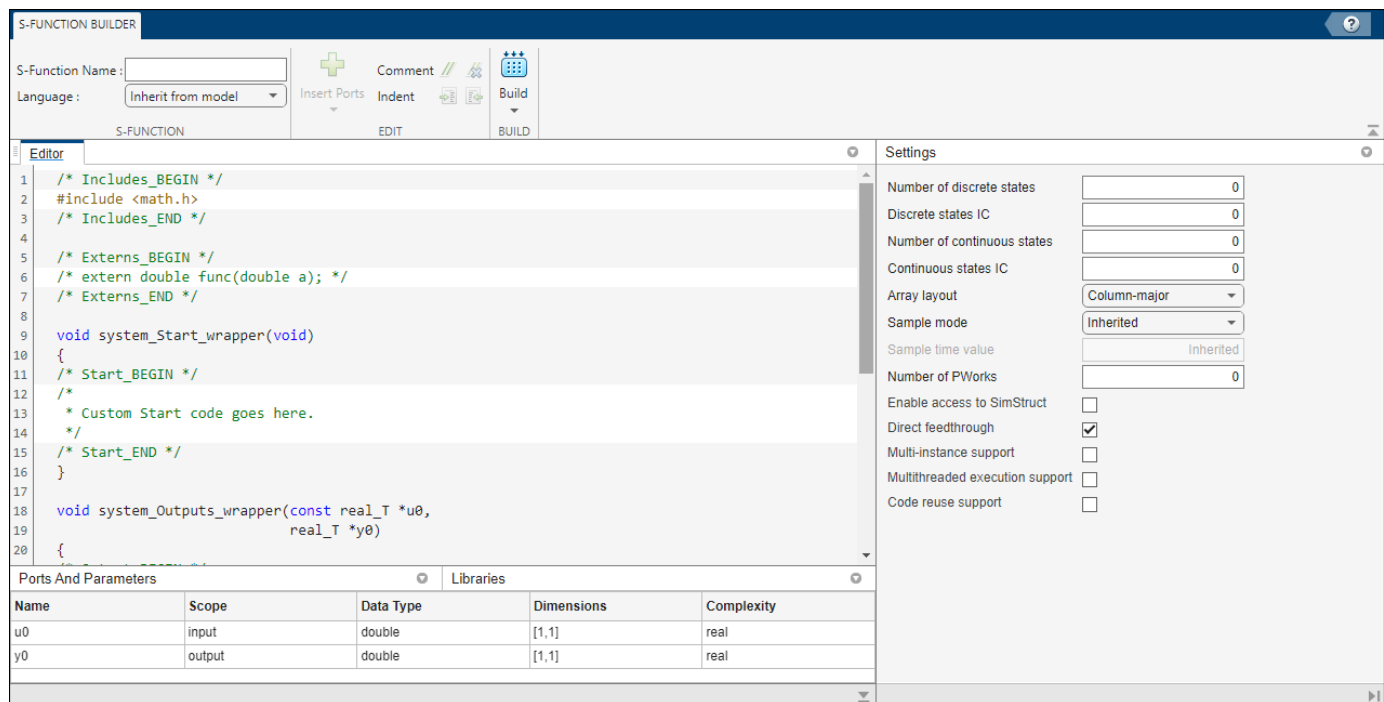 S-FUNCTION BUILDER
?
S-Function Name :
Language : Inherit from model
S-FUNCTION
Insert Ports
Comment
Indent
EDIT
Build
BUILD
Editor
1 /* Includes_BEGIN */
2 #include <math.h>
3 /* Includes_END */
4
5 /* Externs_BEGIN */
6 /* extern double func(double a); */
7 /* Externs_END */
8
9 void system_Start_wrapper(void)
10 {
11 /* Start_BEGIN */
12 /*
13 * Custom Start code goes here.
14 */
15 /* Start_END */
16 }
17
18 void system_Outputs_wrapper(const real_T *u0,
19 real_T *y0)
20 {
Settings
Number of discrete states 0
Discrete states IC 0
Number of continuous states 0
Continuous states IC 0
Array layout Column-major
Sample mode Inherited
Sample time value Inherited
Number of PWorks 0
Enable access to SimStruct
Direct feedthrough
Multi-instance support
Multithreaded execution support
Code reuse support
Ports And Parameters
Libraries
Name Scope Data Type Dimensions Complexity
u0 input double [1,1] real
y0 output double [1,1] real